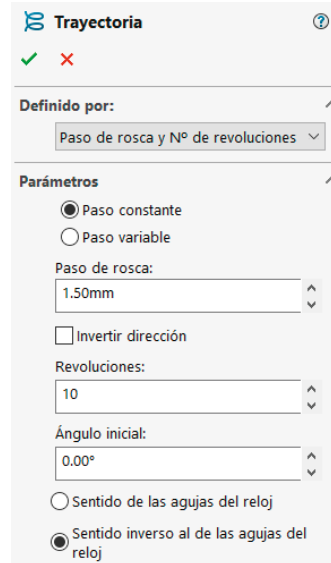 Trayectoria
Definido por:
Paso de rosca y Nº de revoluciones
Parámetros
Paso constante
Paso variable
Paso de rosca:
1.50mm
Invertir dirección
Revoluciones:
10
Ángulo inicial:
0.00°
Sentido de las agujas del reloj
Sentido inverso al de las agujas del
reloj